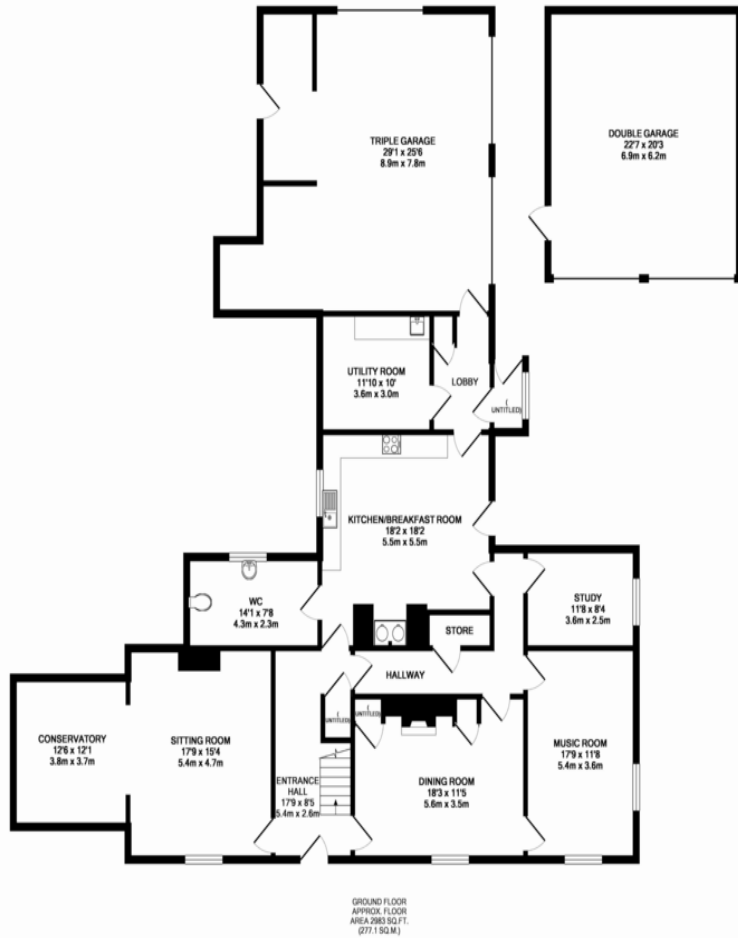 TRIPLE GARAGE
29'1 x 25'6
8.9m x 7.8m
DOUBLE GARAGE
22'7 x 20'3
6.9m x 6.2m
UTILITY ROOM
11'10 x 10'
3.6m x 3.0m
LOBBY
(
UNTITLED)
KITCHEN/BREAKFAST ROOM
18'2 x 18'2
5.5m x 5.5m
WC
14'1 x 7'8
4.3m x 2.3m
STUDY
11'8 x 8'4
3.6m x 2.5m
STORE
HALLWAY
CONSERVATORY
12'6 x 12'1
3.8m x 3.7m
SITTING ROOM
17'9 x 15'4
5.4m x 4.7m
(
UNTITLED)
(
UNTITLED)
ENTRANCE
HALL
17'9 x 8'5
5.4m x 2.6m
DINING ROOM
18'3 x 11'5
5.6m x 3.5m
MUSIC ROOM
17'9 x 11'8
5.4m x 3.6m
GROUND FLOOR
APPROX. FLOOR
AREA 2983 SQ.FT.
(277.1 SQ.M.)